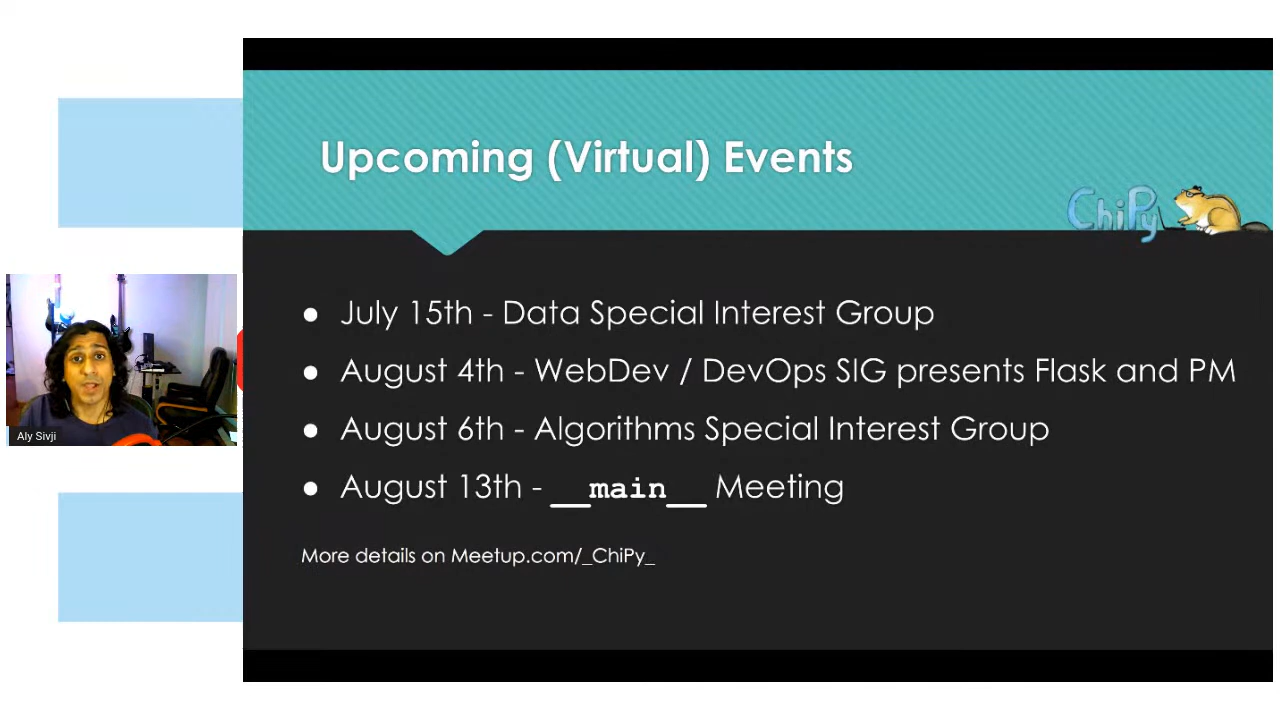 Upcoming (Virtual) Events
ChiPy
● July 15th - Data Special Interest Group
● August 4th - WebDev / DevOps SIG presents Flask and PM
● August 6th - Algorithms Special Interest Group
● August 13th - __main__ Meeting
More details on Meetup.com/_ChiPy_
Aly Sivji